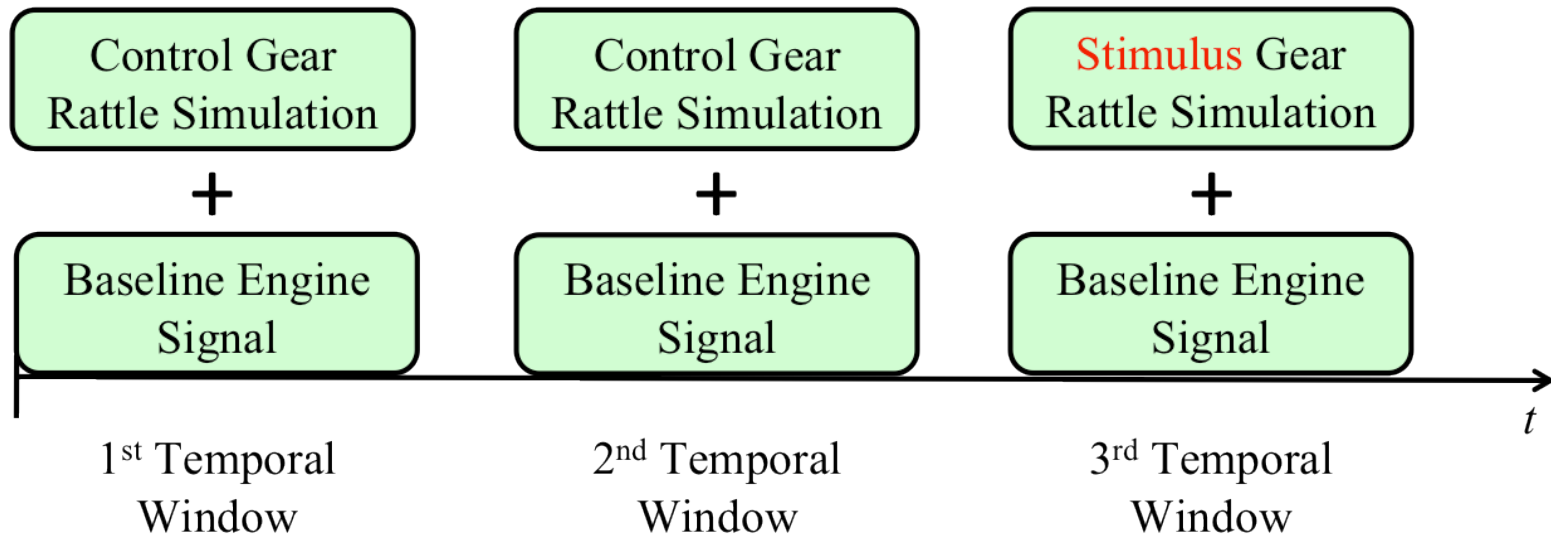 Control Gear
Rattle Simulation
+
Baseline Engine
Signal
1st Temporal
Window
Control Gear
Rattle Simulation
+
Baseline Engine
Signal
2nd Temporal
Window
Stimulus Gear
Rattle Simulation
+
Baseline Engine
Signal
3rd Temporal
Window
t